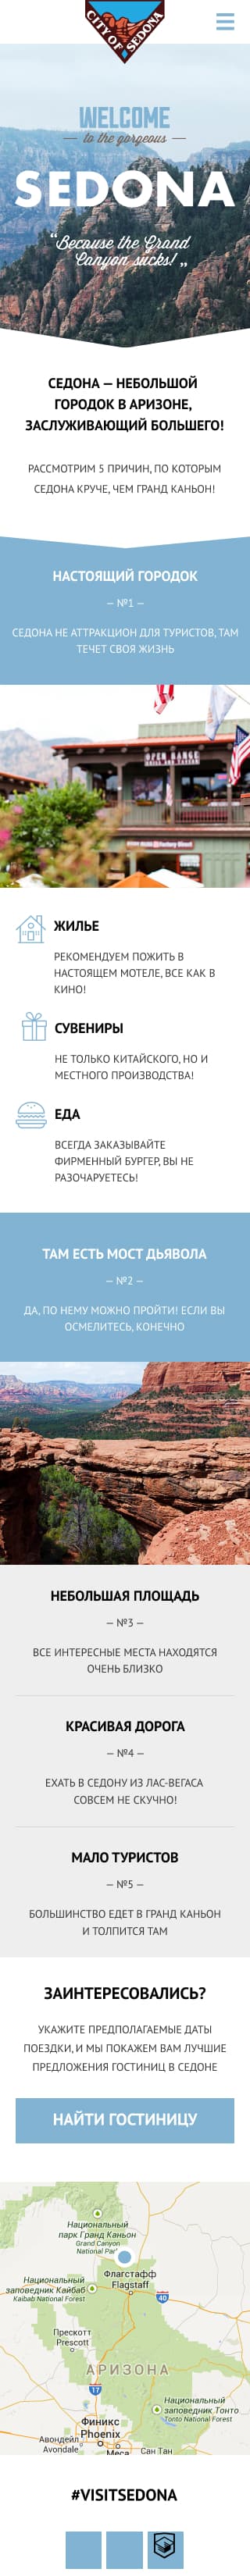 CITY OF SEDONA
WELCOME
to the gorgeous
SEDONA
“Because the Grand
Canyon sucks!„
СЕДОНА — НЕБОЛЬШОЙ
ГОРОДОК В АРИЗОНЕ,
ЗАСЛУЖИВАЮЩИЙ БОЛЬШЕГО!
РАССМОТРИМ 5 ПРИЧИН, ПО КОТОРЫМ
СЕДОНА КРУЧЕ, ЧЕМ ГРАНД КАНЬОН!
НАСТОЯЩИЙ ГОРОДОК
— №1 —
СЕДОНА НЕ АТТРАКЦИОН ДЛЯ ТУРИСТОВ, ТАМ
ТЕЧЕТ СВОЯ ЖИЗНЬ
ЖИЛЬЕ
РЕКОМЕНДУЕМ ПОЖИТЬ В
НАСТОЯЩЕМ МОТЕЛЕ, ВСЕ КАК В
КИНО!
СУВЕНИРЫ
НЕ ТОЛЬКО КИТАЙСКОГО, НО И
МЕСТНОГО ПРОИЗВОДСТВА!
ЕДА
ВСЕГДА ЗАКАЗЫВАЙТЕ
ФИРМЕННЫЙ БУРГЕР, ВЫ НЕ
РАЗОЧАРУЕТЕСЬ!
ТАМ ЕСТЬ МОСТ ДЬЯВОЛА
— №2 —
ДА, ПО НЕМУ МОЖНО ПРОЙТИ! ЕСЛИ ВЫ
ОСМЕЛИТЕСЬ, КОНЕЧНО
НЕБОЛЬШАЯ ПЛОЩАДЬ
— №3 —
ВСЕ ИНТЕРЕСНЫЕ МЕСТА НАХОДЯТСЯ
ОЧЕНЬ БЛИЗКО
КРАСИВАЯ ДОРОГА
— №4 —
ЕХАТЬ В СЕДОНУ ИЗ ЛАС-ВЕГАСА
СОВСЕМ НЕ СКУЧНО!
МАЛО ТУРИСТОВ
— №5 —
БОЛЬШИНСТВО ЕДЕТ В ГРАНД КАНЬОН
И ТОЛПИТСЯ ТАМ
ЗАИНТЕРЕСОВАЛИСЬ?
УКАЖИТЕ ПРЕДПОЛАГАЕМЫЕ ДАТЫ
ПОЕЗДКИ, И МЫ ПОКАЖЕМ ВАМ ЛУЧШИЕ
ПРЕДЛОЖЕНИЯ ГОСТИНИЦ В СЕДОНЕ
НАЙТИ ГОСТИНИЦУ
Национальный
парк Гранд-Каньон
Grand Canyon
National
Флагстафф
Flagstaff
Национальный
заповедник Кайбаб
Kaibab National Forest
40
Прескотт
Prescott
АРИЗОНА
17
Национальный
заповедник Тонто
Tonto National Forest
Финикс
Phoenix
Авондейл
Avondale
Меса
Сан Тан
#VISITSEDONA